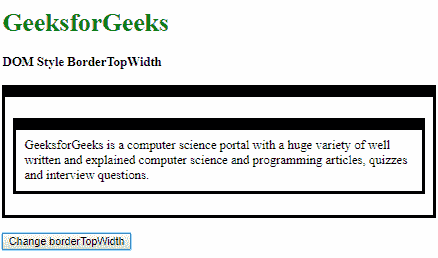 GeeksforGeeks
DOM Style BorderTopWidth
GeeksforGeeks is a computer science portal with a huge variety of well
written and explained computer science and programming articles, quizzes
and interview questions.
Change borderTopWidth